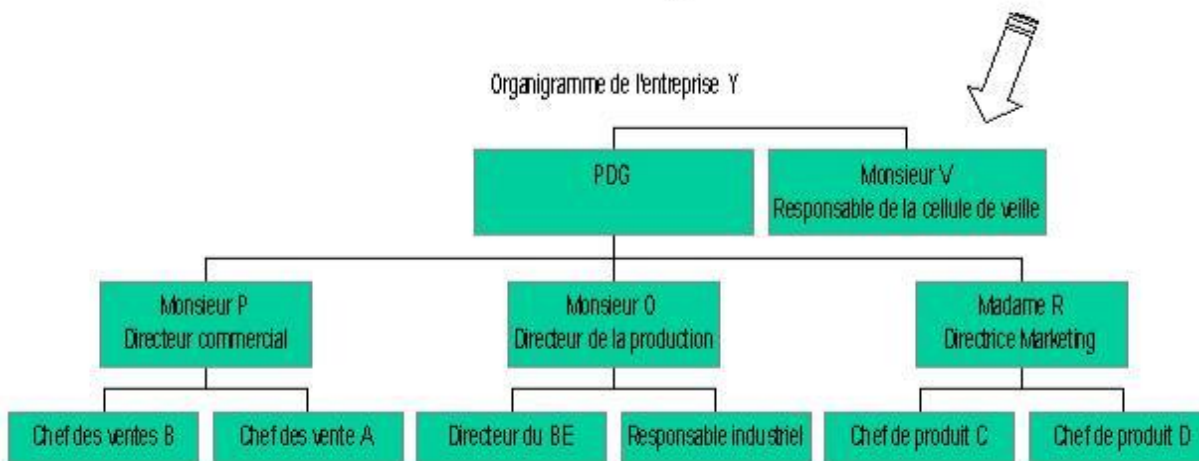 Organigramme de l'entreprise Y
PDG
Monsieur V
Responsable de la cellule de veille
Monsieur P
Directeur commercial
Monsieur O
Directeur de la production
Madame R
Directrice Marketing
Chef des ventes B
Chef des vente A
Directeur du BE
Responsable industriel
Chef de produit C
Chef de produit D